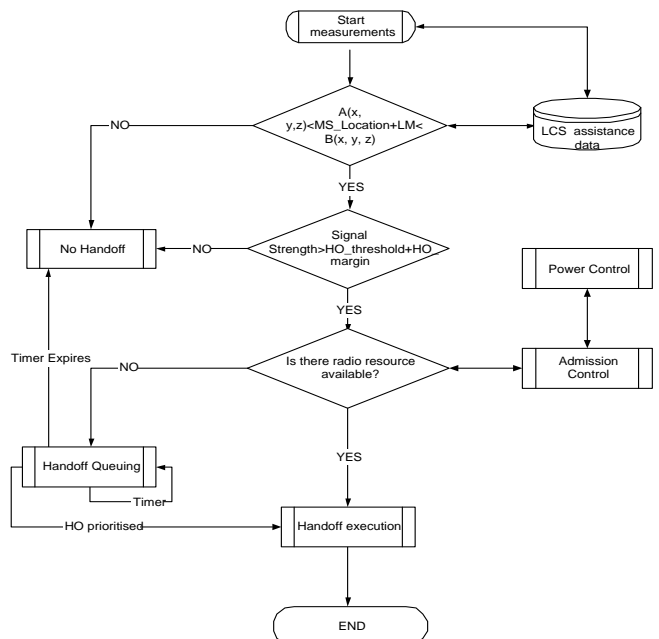 Start
measurements
A(x,
y,z)<MS_Location+LM<
B(x, y, z)
NO
LCS assistance
data
YES
Signal
Strength>HO_threshold+HO_
margin
NO
No Handoff
Power Control
YES
Timer Expires
Is there radio resource
available?
NO
Admission
Control
YES
Handoff Queuing
Timer
HO prioritised
Handoff execution
END